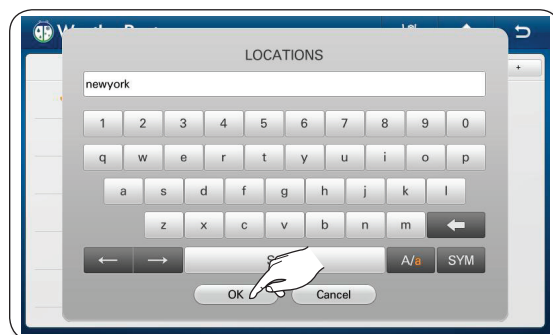 LOCATIONS
+
newyork
1 2 3 4 5 6 7 8 9 0
q w e r t y u i o p
a s d f g h j k l
z x c v b n m
A/a SYM
OK Cancel